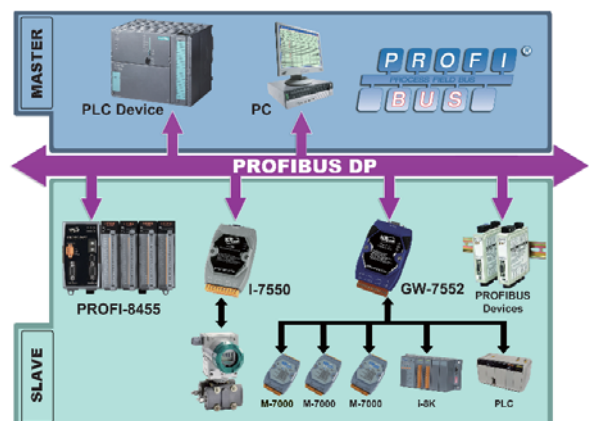 MASTER
PLC Device
PC
PROFI®
PROCESS FIELD BUS
BUS
PROFIBUS DP
PROFI-8455
I-7550
GW-7552
PROFIBUS
Devices
SLAVE
M-7000
M-7000
M-7000
i-8K
PLC